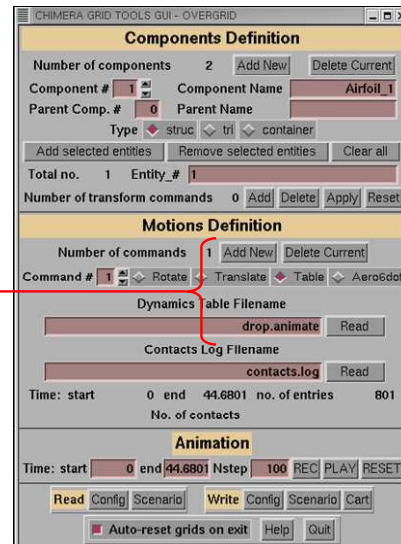 CHIMERA GRID TOOLS GUI - OVERGRID
Components Definition
Number of components 2 Add New Delete Current
Component # 1 Component Name Airfoil_1
Parent Comp. # 0 Parent Name
Type struc tri container
Add selected entities Remove selected entities Clear all
Total no. 1 Entity_# 1
Number of transform commands 0 Add Delete Apply Reset
Motions Definition
Number of commands 1 Add New Delete Current
Command # 1 Rotate Translate Table Aero6dof
Dynamics Table Filename
drop.animate Read
Contacts Log Filename
contacts.log Read
Time: start 0 end 44.6801 no. of entries 801
No. of contacts
Animation
Time: start 0 end 44.6801 Nstep 100 REC PLAY RESET
Read Config Scenario Write Config Scenario Cart
Auto-reset grids on exit Help Quit